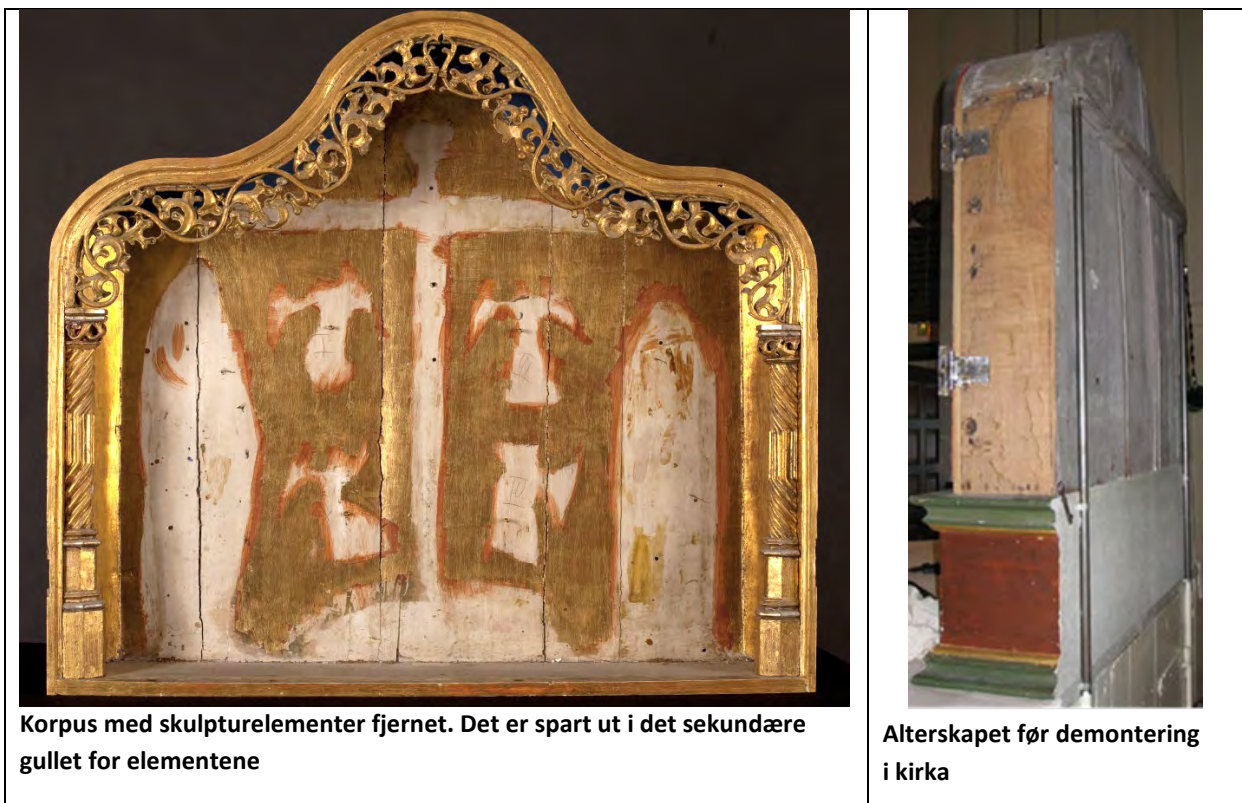 Korpus med skulpturelementer fjernet. Det er spart ut i det sekundære
gullet for elementene
Alterskapet før demontering
i kirka